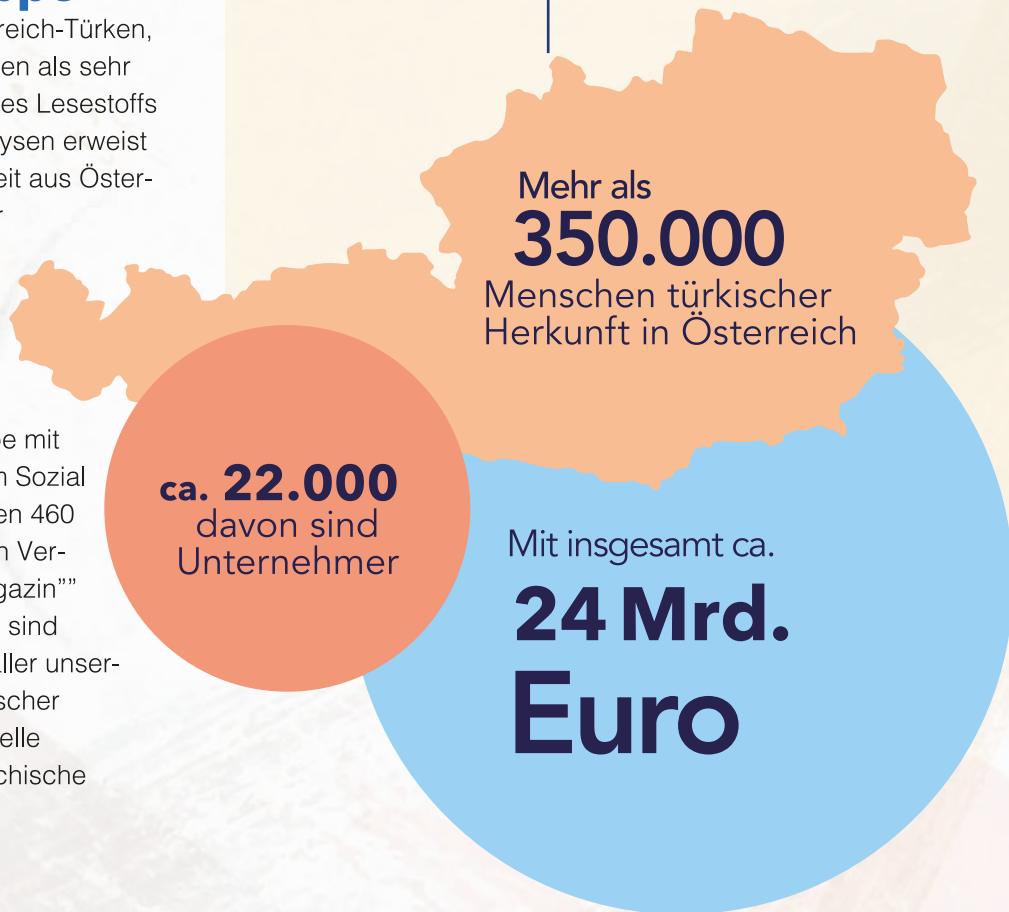 reich-Türken,
en als sehr
es Lesestoffs
ysen erweist
eit aus Öster-
e mit
n Sozial
en 460
n Ver-
gazin""
sind
aller unser-
scher
elle
chische
Mehr als
350.000
Menschen türkischer
Herkunft in Österreich
ca. 22.000
davon sind
Unternehmer
Mit insgesamt ca.
24 Mrd.
Euro